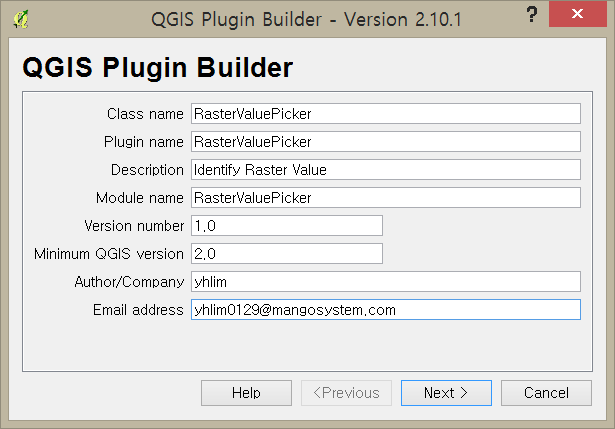 QGIS Plugin Builder - Version 2.10.1
QGIS Plugin Builder
Class name RasterValuePicker
Plugin name RasterValuePicker
Description Identify Raster Value
Module name RasterValuePicker
Version number 1.0
Minimum QGIS version 2.0
Author/Company yhlim
Email address yhlim0129@mangosystem.com
Help <Previous Next > Cancel